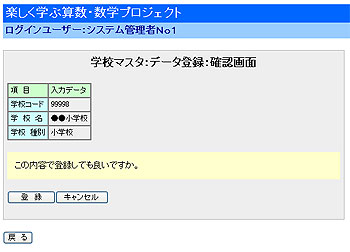 楽しく学ぶ算数・数学プロジェクト
ログインユーザー:システム管理者No1
学校マスタ:データ登録:確認画面
項 目 入力データ
学校コード 99998
学 校 名 ●●小学校
学校 種別 小学校
この内容で登録しても良いですか。
登 録 キャンセル
戻 る